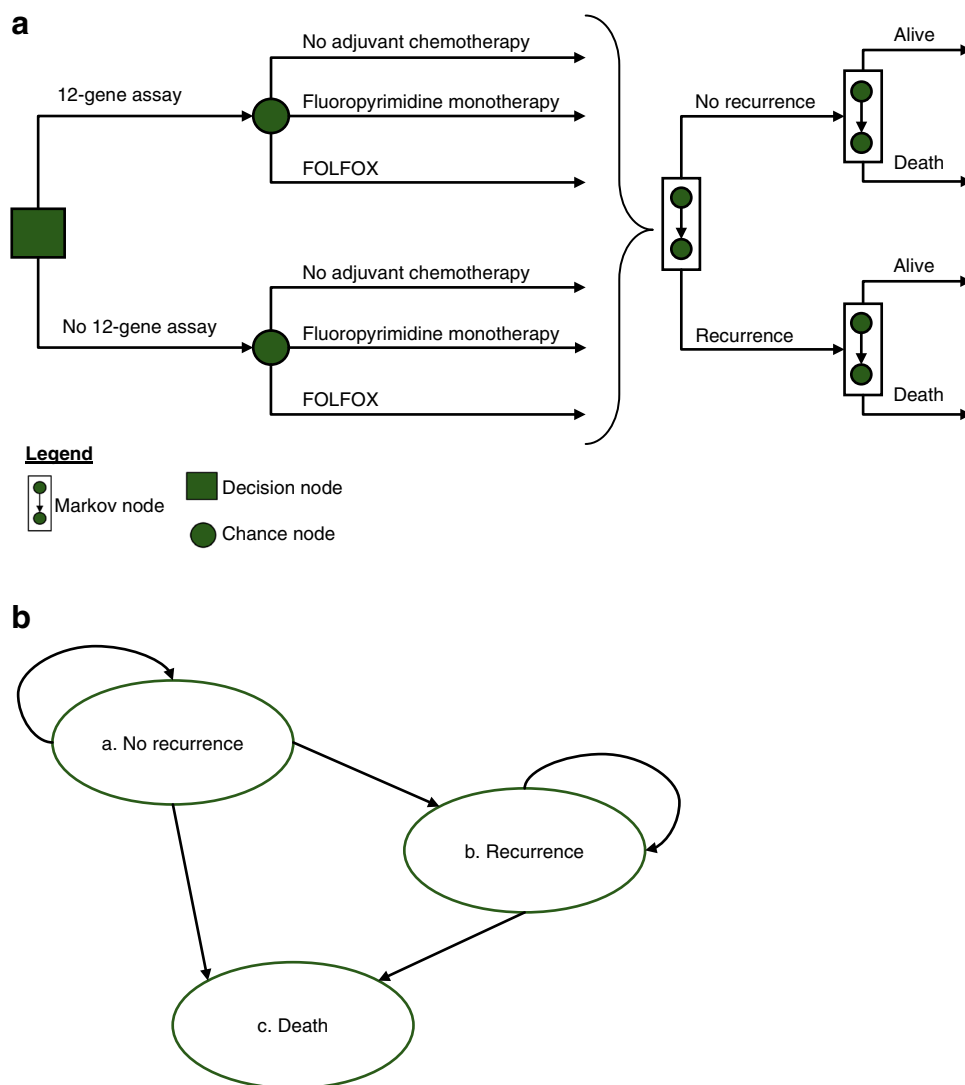 a
12-gene assay
No adjuvant chemotherapy
Fluoropyrimidine monotherapy
FOLFOX
No 12-gene assay
No adjuvant chemotherapy
Fluoropyrimidine monotherapy
FOLFOX
No recurrence
Alive
Death
Recurrence
Alive
Death
Legend
Markov node
Decision node
Chance node
b
a. No recurrence
b. Recurrence
c. Death